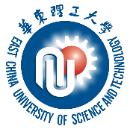 華東理工大學
EAST CHINA UNIVERSITY OF SCIENCE AND TECHNOLOGY